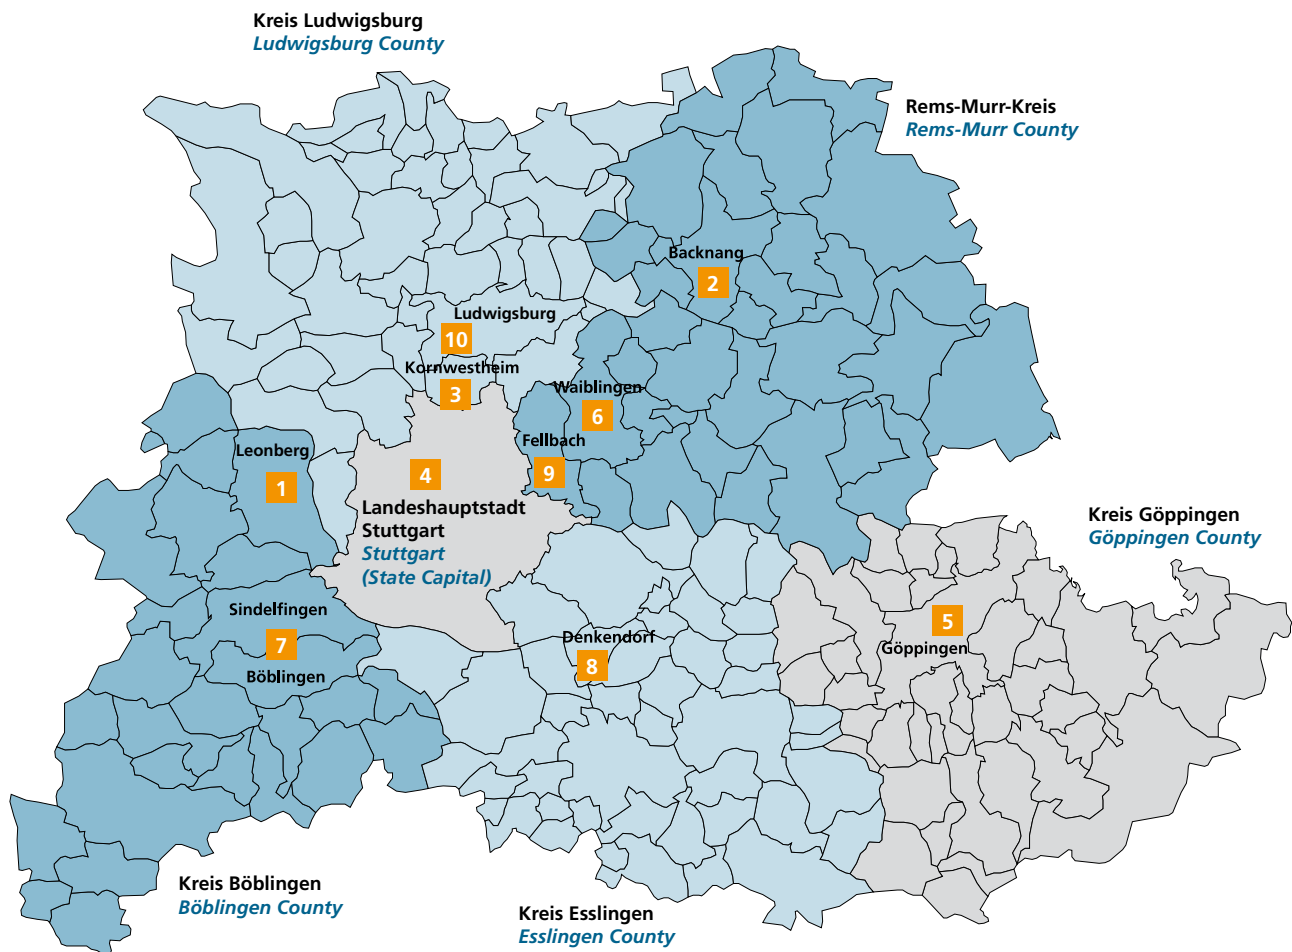 Kreis Ludwigsburg
Ludwigsburg County
Rems-Murr-Kreis
Rems-Murr County
Backnang
2
Ludwigsburg
10
Kornwestheim
3
Waiblingen
6
Fellbach
9
Leonberg
1
4
Landeshauptstadt
Stuttgart
Stuttgart
(State Capital)
Kreis Göppingen
Göppingen County
Sindelfingen
7
Böblingen
Denkendorf
8
5
Göppingen
Kreis Böblingen
Böblingen County
Kreis Esslingen
Esslingen County